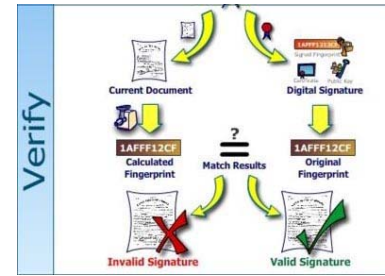 Verify
1AFFF1212CF
Signed Fingerprint
Certificate
Public Key
Current Document
Digital Signature
?
=
1AFFF12CF
Match Results
1AFFF12CF
Calculated
Fingerprint
Original
Fingerprint
Invalid Signature
Valid Signature